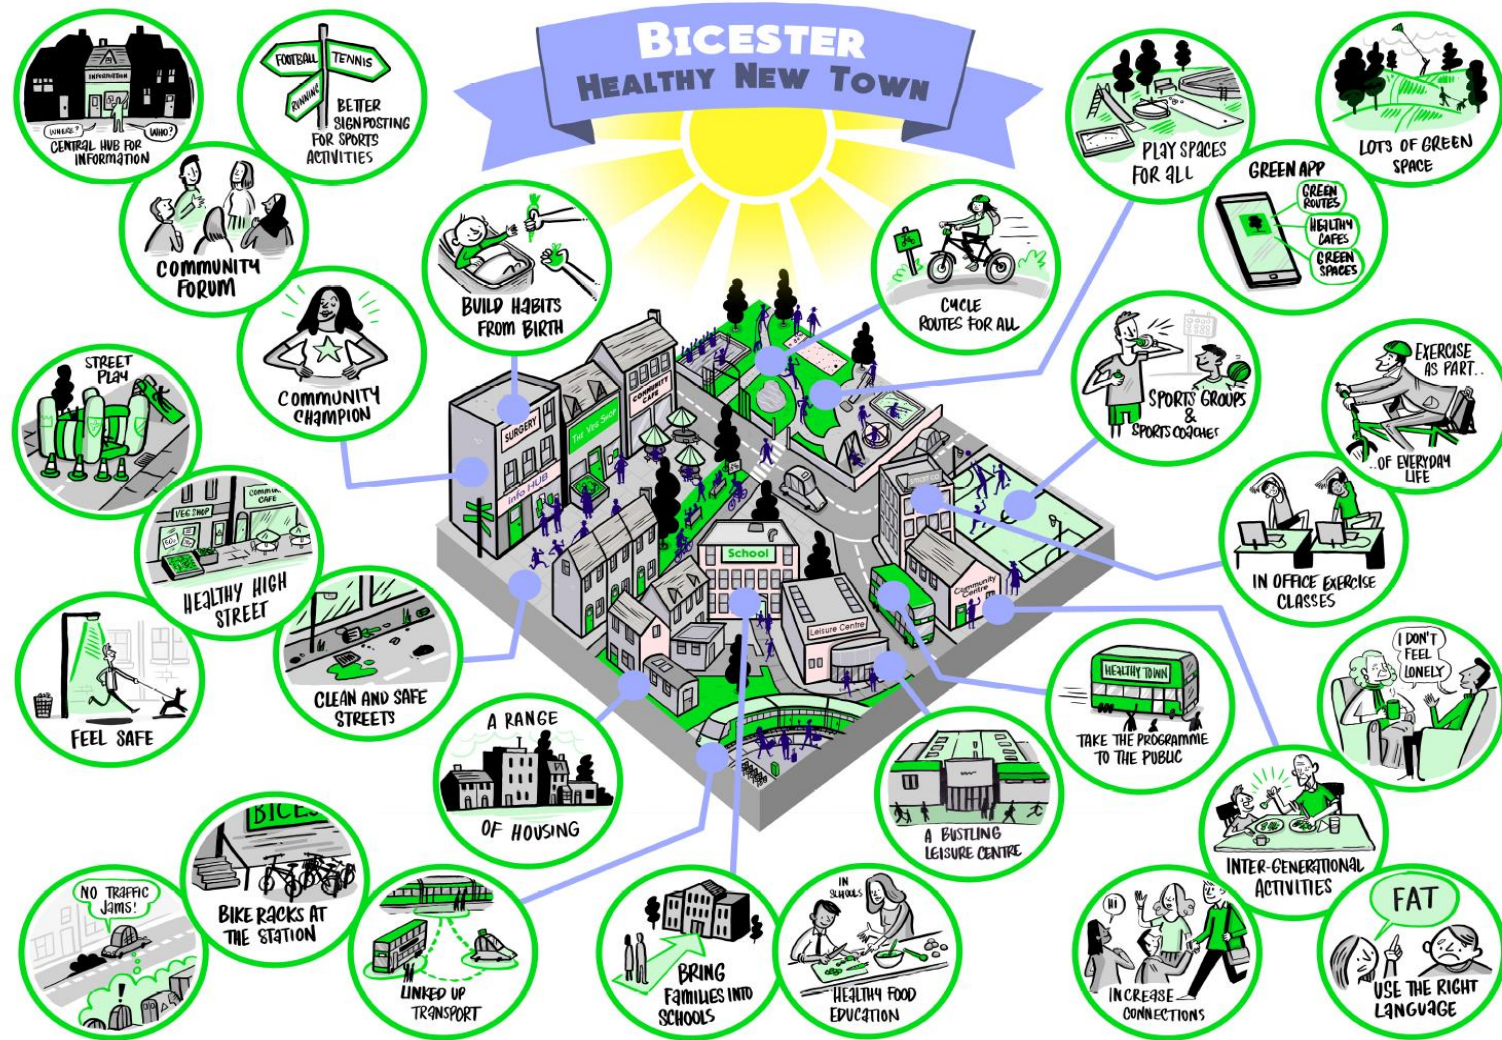 BICESTER
HEALTHY NEW TOWN
INFORMATION
WHERE?
WHO?
CENTRAL HUB FOR
INFORMATION
FOOTBALL
TENNIS
RUNNING
BETTER
SIGNPOSTING
FOR SPORTS
ACTIVITIES
COMMUNITY
FORUM
COMMUNITY
CHAMPION
BUILD HABITS
FROM BIRTH
CYCLE
ROUTES FOR ALL
PLAY SPACES
FOR ALL
LOTS OF GREEN
SPACE
GREEN APP
GREEN
ROUTES
HEALTHY
CAFES
GREEN
SPACES
SPORTS GROUPS
&
SPORTS COACHES
EXERCISE
AS PART..
..OF EVERYDAY
LIFE
IN OFFICE EXERCISE
CLASSES
STREET
PLAY
VEG SHOP
COMMUNI
CAFE
HEALTHY HIGH
STREET
CLEAN AND SAFE
STREETS
FEEL SAFE
SURGERY
Info HUB
THE VEG SHOP
COMMUNITY
CAFE
School
Leisure Centre
Community
Centre
smart co
A RANGE
OF HOUSING
HEALTHY TOWN
TAKE THE PROGRAMME
TO THE PUBLIC
I DON'T
FEEL
LONELY
A BUSTLING
LEISURE CENTRE
INTER-GENERATIONAL
ACTIVITIES
NO TRAFFIC
JAMS!
!
BICES
BIKE RACKS AT
THE STATION
LINKED UP
TRANSPORT
BRING
FAMILIES INTO
SCHOOLS
IN
SCHOOLS
HEALTHY FOOD
EDUCATION
HI
INCREASE
CONNECTIONS
FAT
USE THE RIGHT
LANGUAGE